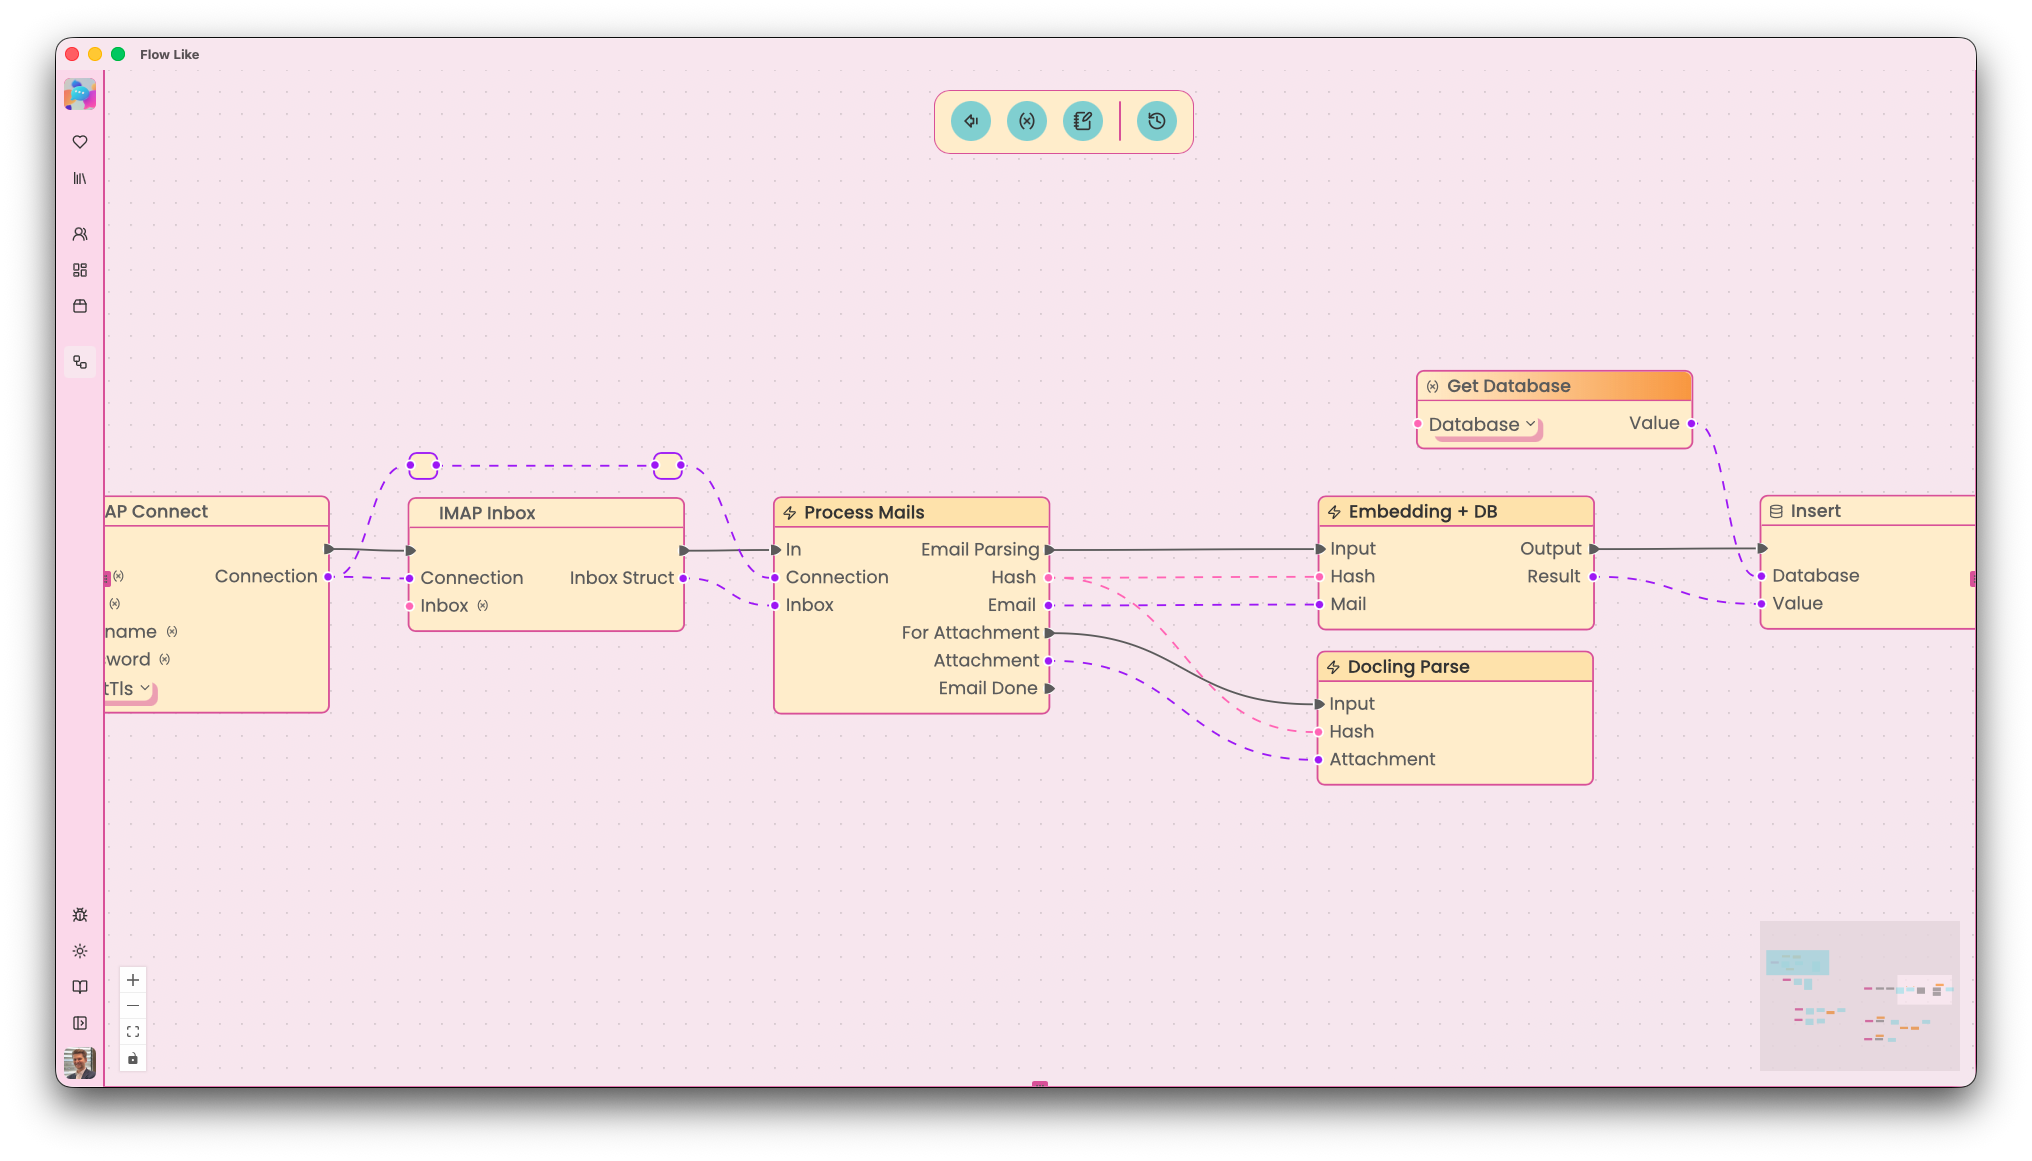 Flow Like
Get Database
Database
Value
AP Connect
Connection
name
word
tTls
IMAP Inbox
Connection
Inbox Struct
Inbox
Process Mails
In
Email Parsing
Connection
Hash
Inbox
Email
For Attachment
Attachment
Email Done
Embedding + DB
Input
Output
Hash
Result
Mail
Docling Parse
Input
Hash
Attachment
Insert
Database
Value